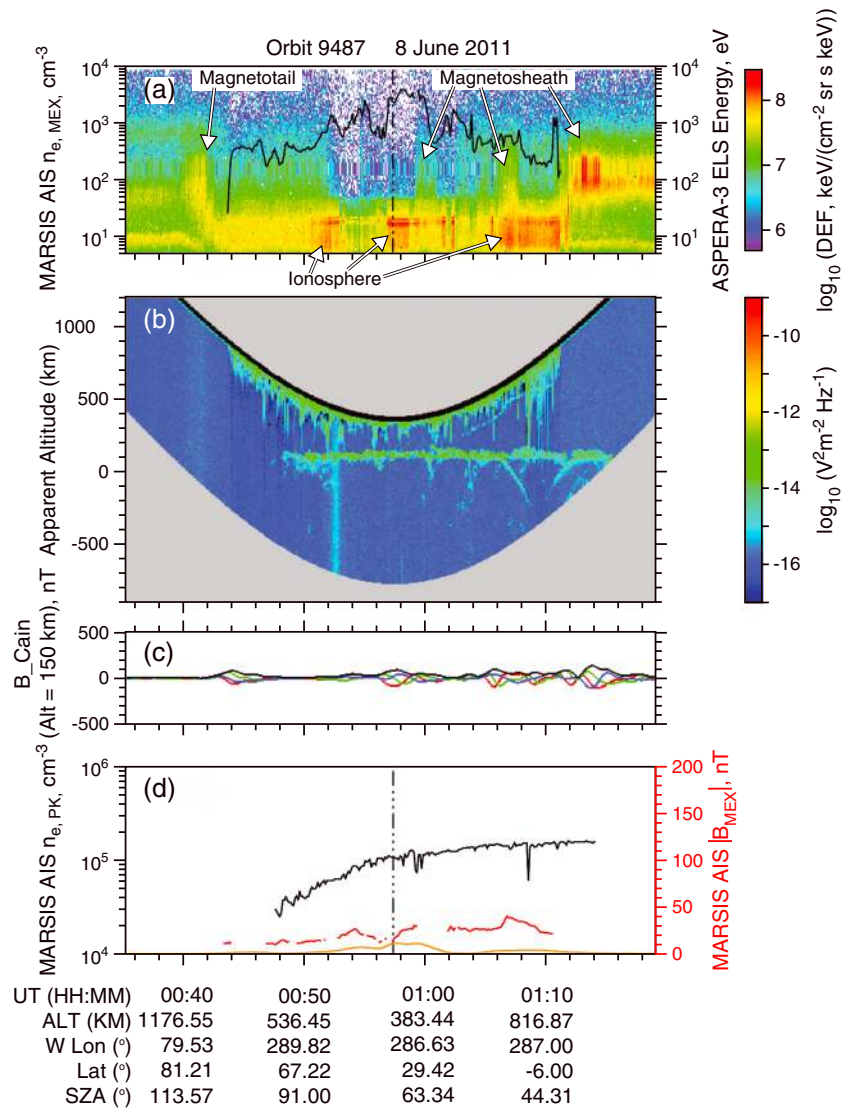 Orbit 9487 8 June 2011
MARSIS AIS n e, MEX, cm-3
10^4
10^3
10^2
10^1
(a)
Magnetotail
Magnetosheath
Ionosphere
10^4
10^3
10^2
10^1
ASPERA-3 ELS Energy, eV
8
7
6
log10 (DEF, keV/(cm-2 sr s keV))
Apparent Altitude (km)
1000
500
0
-500
(b)
-10
-12
-14
-16
log10 (V2m-2 Hz-1)
B_Cain
(Alt = 150 km), nT
500
0
-500
(c)
MARSIS AIS n e, PK, cm-3
10^6
10^5
10^4
(d)
200
150
100
50
0
MARSIS AIS |B MEX|, nT
UT (HH:MM) 00:40 00:50 01:00 01:10
ALT (KM) 1176.55 536.45 383.44 816.87
W Lon (o) 79.53 289.82 286.63 287.00
Lat (o) 81.21 67.22 29.42 -6.00
SZA (o) 113.57 91.00 63.34 44.31